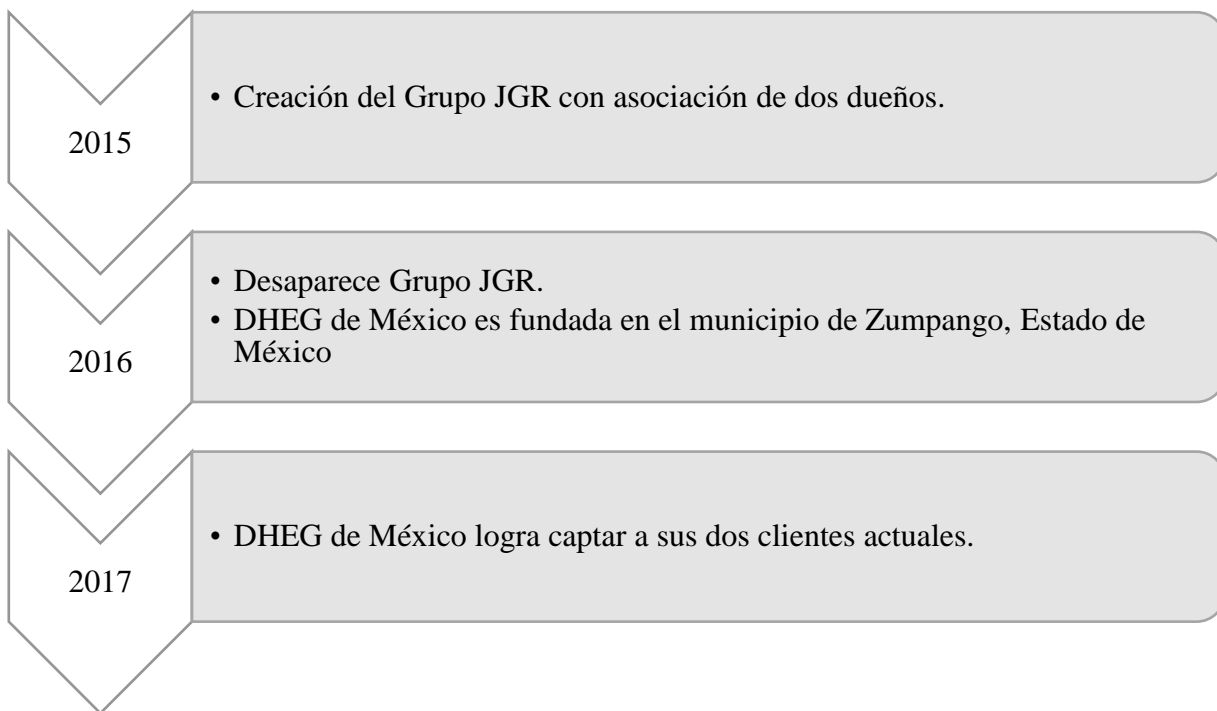 2015
• Creación del Grupo JGR con asociación de dos dueños.
2016
• Desaparece Grupo JGR.
• DHEG de México es fundada en el municipio de Zumpango, Estado de
México
2017
• DHEG de México logra captar a sus dos clientes actuales.